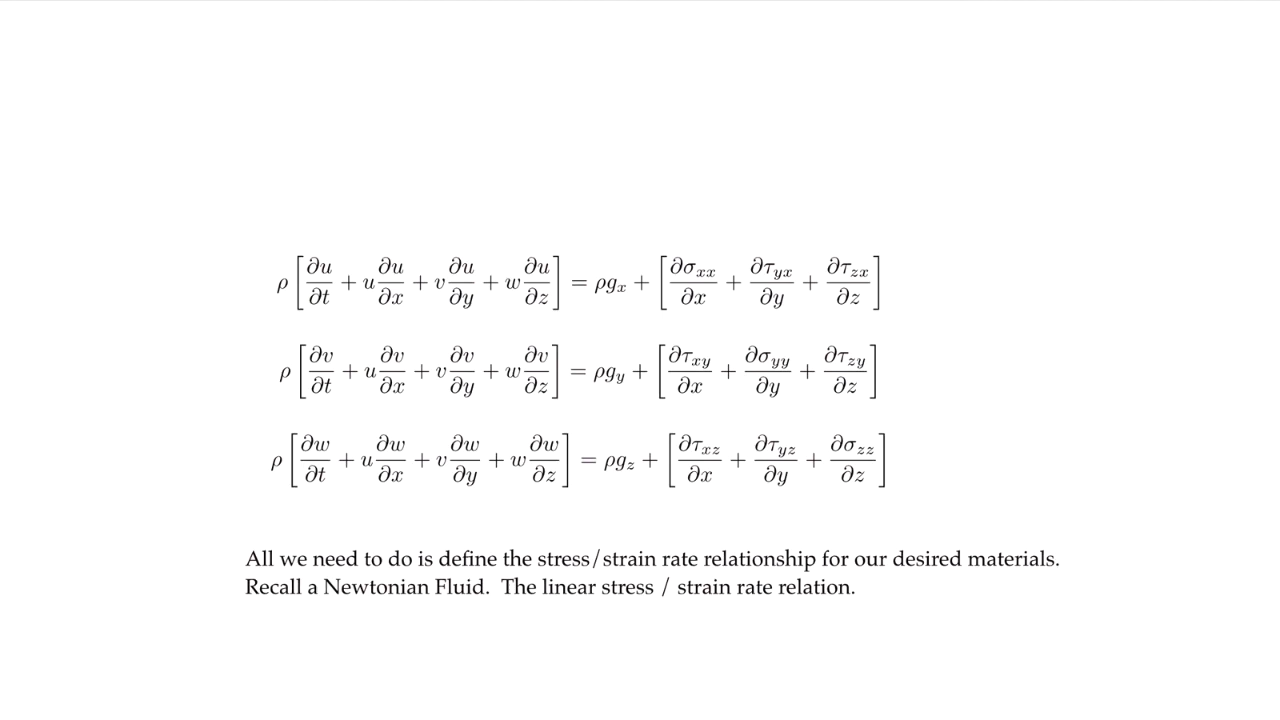 ρ [ ∂u/∂t + u ∂u/∂x + v ∂u/∂y + w ∂u/∂z ] = ρg_x + [ ∂σ_xx/∂x + ∂τ_yx/∂y + ∂τ_zx/∂z ]
ρ [ ∂v/∂t + u ∂v/∂x + v ∂v/∂y + w ∂v/∂z ] = ρg_y + [ ∂τ_xy/∂x + ∂σ_yy/∂y + ∂τ_zy/∂z ]
ρ [ ∂w/∂t + u ∂w/∂x + v ∂w/∂y + w ∂w/∂z ] = ρg_z + [ ∂τ_xz/∂x + ∂τ_yz/∂y + ∂σ_zz/∂z ]
All we need to do is define the stress/strain rate relationship for our desired materials.
Recall a Newtonian Fluid. The linear stress / strain rate relation.